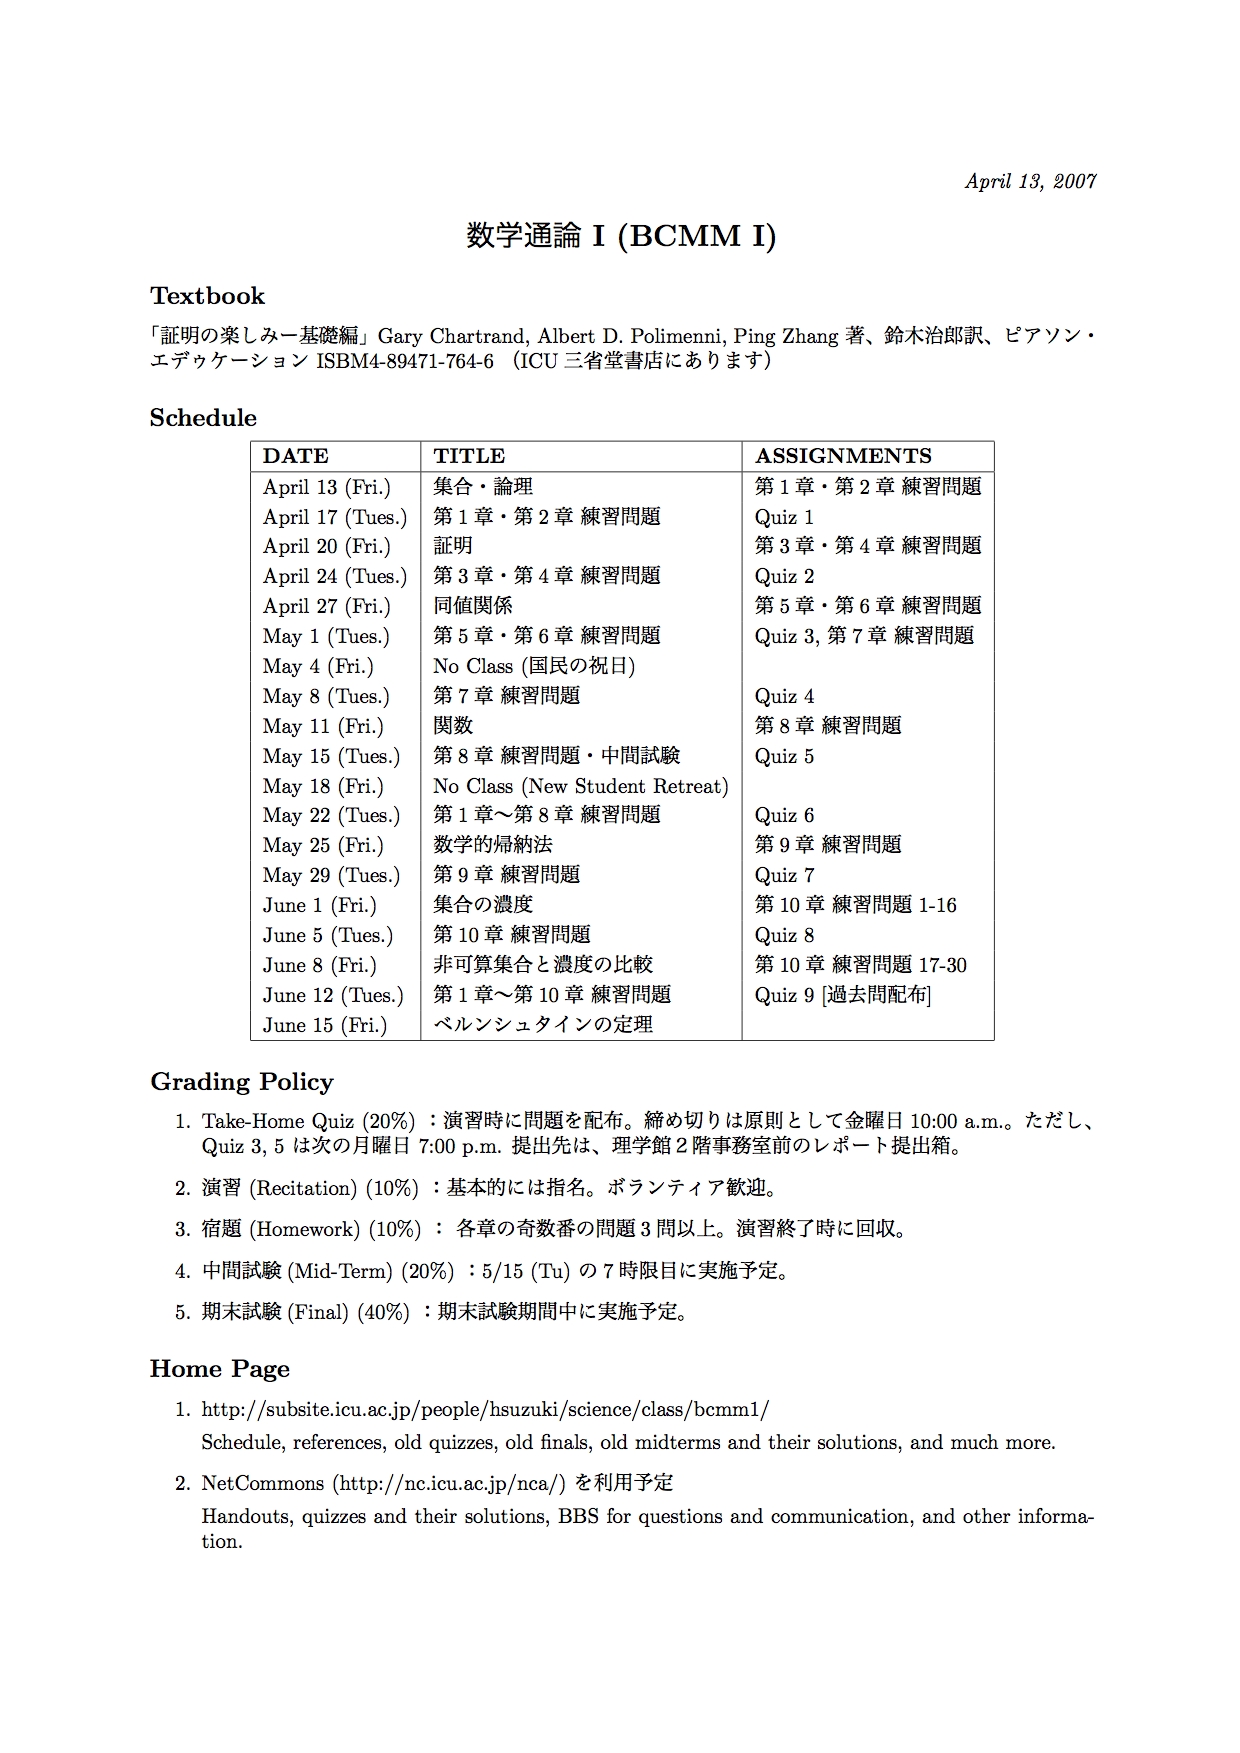 April 13, 2007
数学通論 I (BCMM I)
Textbook
「証明の楽しみー基礎編」Gary Chartrand, Albert D. Polimenni, Ping Zhang 著、鈴木治郎訳、ピアソン・
エデゥケーション ISBM4-89471-764-6 （ICU 三省堂書店にあります）
Schedule
DATE TITLE ASSIGNMENTS
April 13 (Fri.) 集合・論理 第 1 章・第 2 章 練習問題
April 17 (Tues.) 第 1 章・第 2 章 練習問題 Quiz 1
April 20 (Fri.) 証明 第 3 章・第 4 章 練習問題
April 24 (Tues.) 第 3 章・第 4 章 練習問題 Quiz 2
April 27 (Fri.) 同値関係 第 5 章・第 6 章 練習問題
May 1 (Tues.) 第 5 章・第 6 章 練習問題 Quiz 3, 第 7 章 練習問題
May 4 (Fri.) No Class (国民の祝日)
May 8 (Tues.) 第 7 章 練習問題 Quiz 4
May 11 (Fri.) 関数 第 8 章 練習問題
May 15 (Tues.) 第 8 章 練習問題・中間試験 Quiz 5
May 18 (Fri.) No Class (New Student Retreat)
May 22 (Tues.) 第 1 章〜第 8 章 練習問題 Quiz 6
May 25 (Fri.) 数学的帰納法 第 9 章 練習問題
May 29 (Tues.) 第 9 章 練習問題 Quiz 7
June 1 (Fri.) 集合の濃度 第 10 章 練習問題 1-16
June 5 (Tues.) 第 10 章 練習問題 Quiz 8
June 8 (Fri.) 非可算集合と濃度の比較 第 10 章 練習問題 17-30
June 12 (Tues.) 第 1 章〜第 10 章 練習問題 Quiz 9 [過去問配布]
June 15 (Fri.) ベルンシュタインの定理
Grading Policy
1. Take-Home Quiz (20%) ：演習時に問題を配布。締め切りは原則として金曜日 10:00 a.m.。ただし、
Quiz 3, 5 は次の月曜日 7:00 p.m. 提出先は、理学館２階事務室前のレポート提出箱。
2. 演習 (Recitation) (10%) ：基本的には指名。ボランティア歓迎。
3. 宿題 (Homework) (10%) ： 各章の奇数番の問題 3 問以上。演習終了時に回収。
4. 中間試験 (Mid-Term) (20%) ：5/15 (Tu) の 7 時限目に実施予定。
5. 期末試験 (Final) (40%) ：期末試験期間中に実施予定。
Home Page
1. http://subsite.icu.ac.jp/people/hsuzuki/science/class/bcmm1/
Schedule, references, old quizzes, old finals, old midterms and their solutions, and much more.
2. NetCommons (http://nc.icu.ac.jp/nca/) を利用予定
Handouts, quizzes and their solutions, BBS for questions and communication, and other informa-
tion.